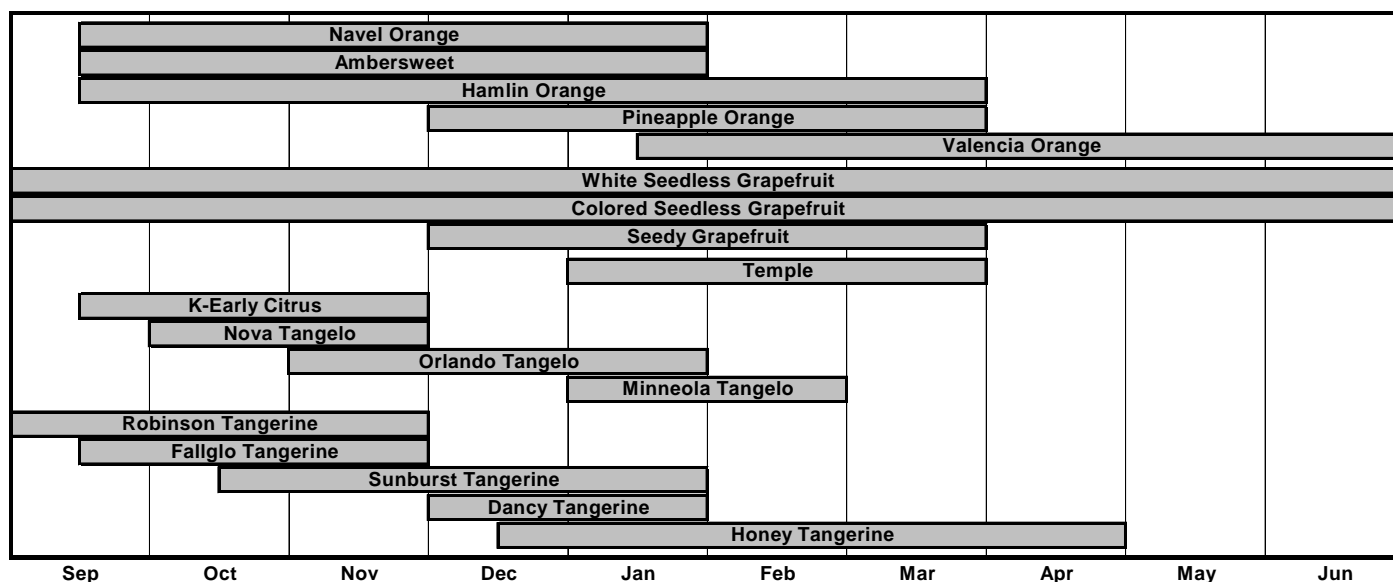 Navel Orange
Ambersweet
Hamlin Orange
Pineapple Orange
Valencia Orange
White Seedless Grapefruit
Colored Seedless Grapefruit
Seedy Grapefruit
Temple
K-Early Citrus
Nova Tangelo
Orlando Tangelo
Minneola Tangelo
Robinson Tangerine
Fallglo Tangerine
Sunburst Tangerine
Dancy Tangerine
Honey Tangerine
Sep Oct Nov Dec Jan Feb Mar Apr May Jun